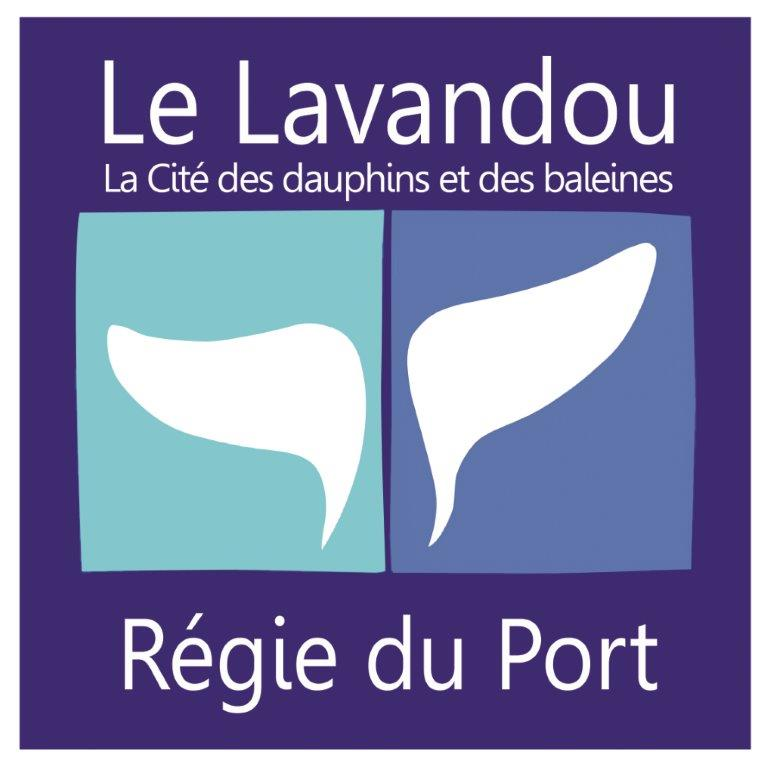 Le Lavandou
La Cité des dauphins et des baleines
Régie du Port